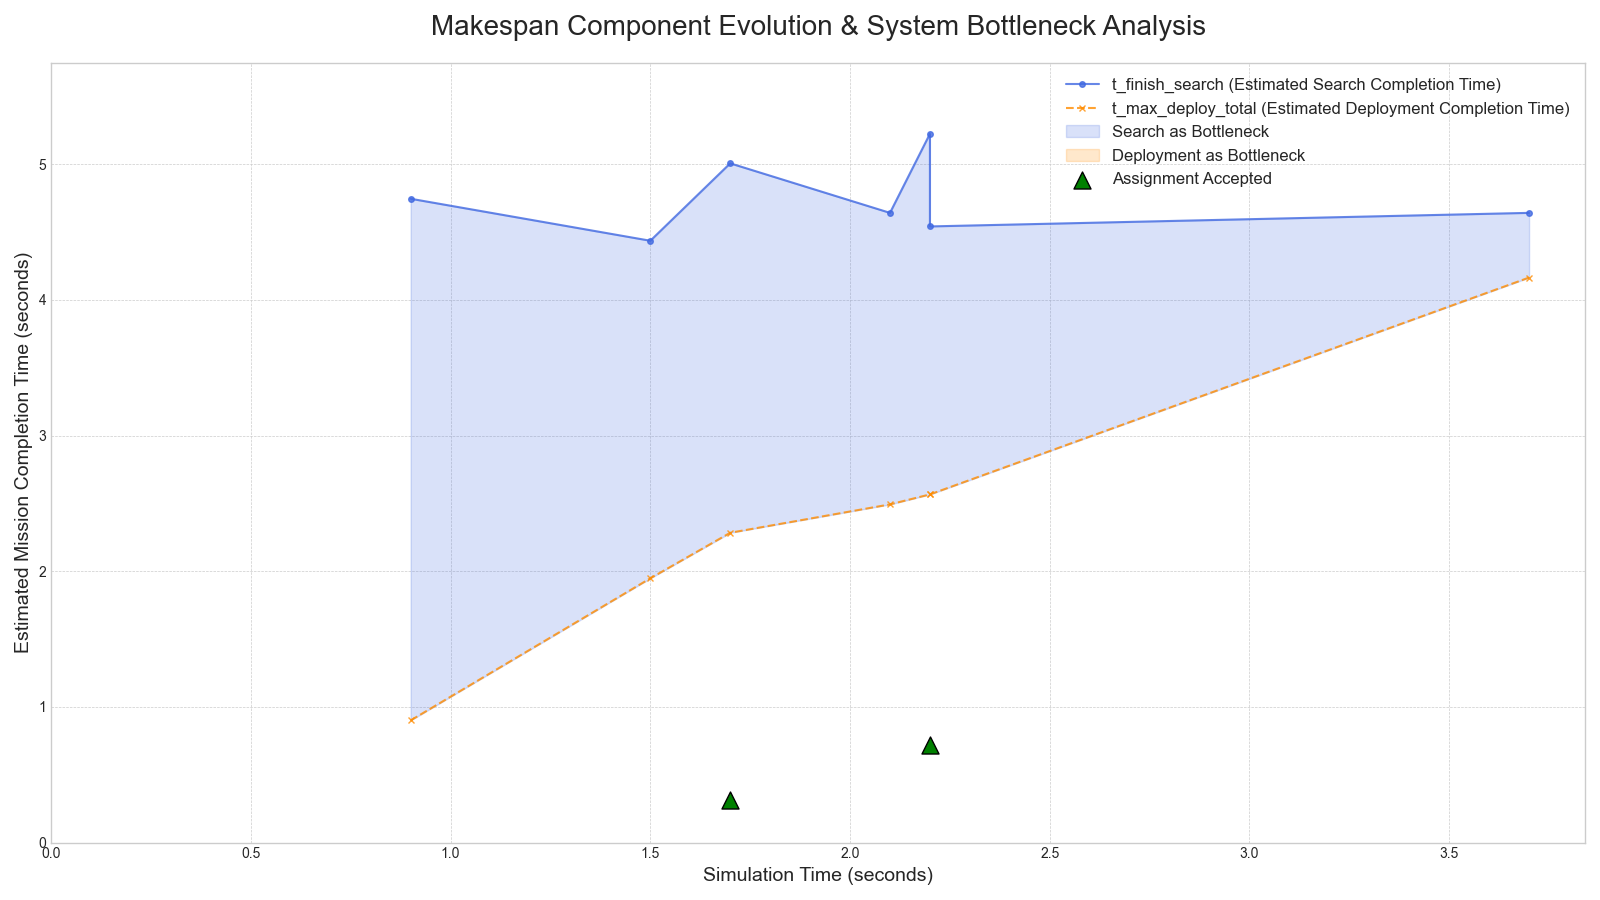 Makespan Component Evolution & System Bottleneck Analysis
t_finish_search (Estimated Search Completion Time)
t_max_deploy_total (Estimated Deployment Completion Time)
Search as Bottleneck
Deployment as Bottleneck
Assignment Accepted
Estimated Mission Completion Time (seconds)
5
4
3
2
1
0
0.0 0.5 1.0 1.5 2.0 2.5 3.0 3.5
Simulation Time (seconds)